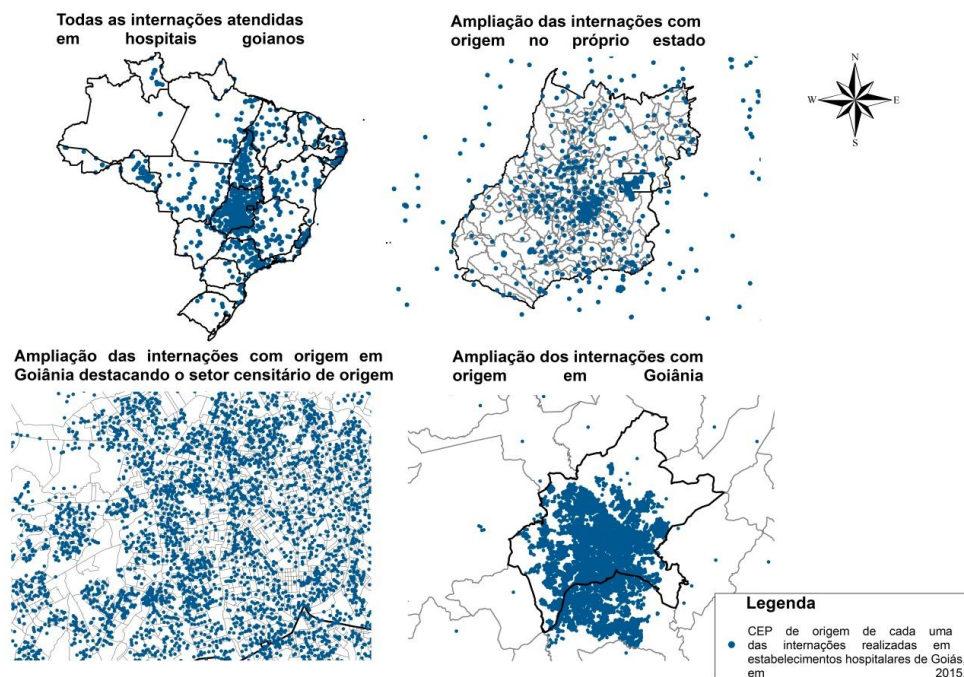 Todas as internações atendidas
em hospitais goianos
Ampliação das internações com
origem no próprio estado
N
W E
S
Ampliação das internações com origem em
Goiânia destacando o setor censitário de origem
Ampliação dos internações com
origem em Goiânia
Legenda
CEP de origem de cada uma
das internações realizadas em
estabelecimentos hospitalares de Goiás,
em 2015.